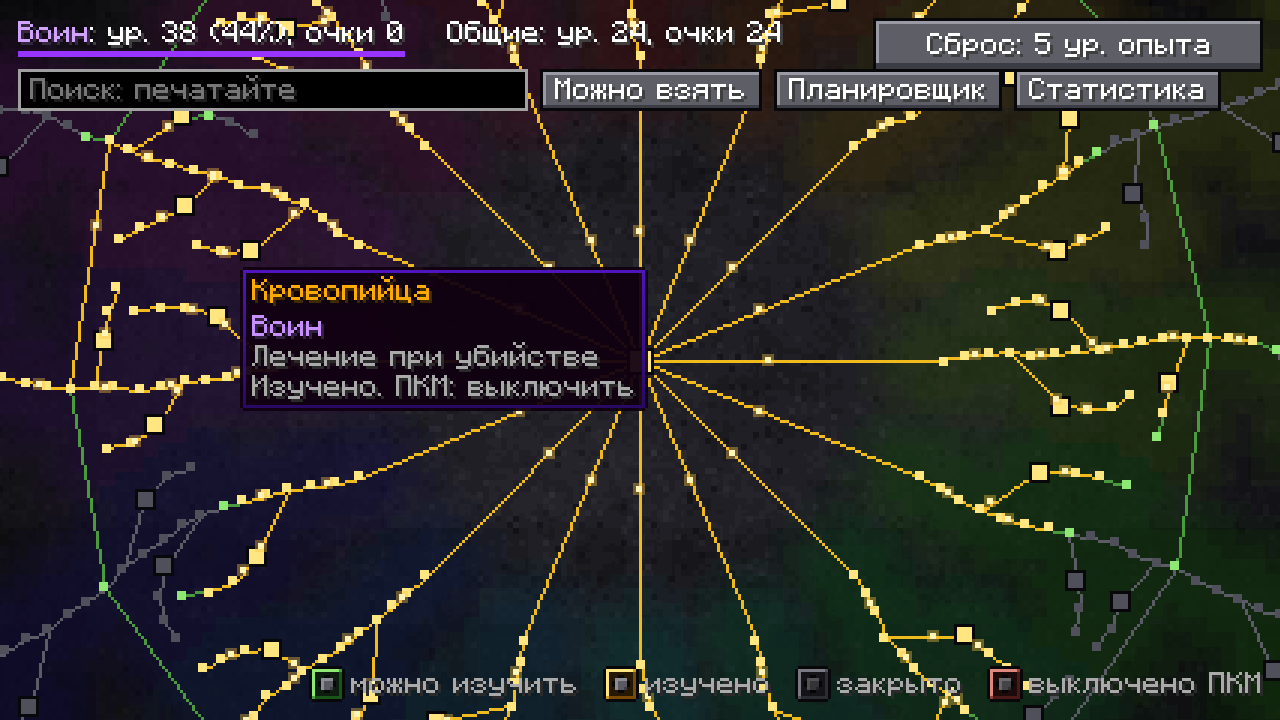 Воин: ур. 38 (44%), очки 0
Общие: ур. 24, очки 24
Сброс: 5 ур. опыта
Поиск: печатайте
Можно взять
Планировщик
Статистика
Кровопийца
Воин
Лечение при убийстве
Изучено. ПКМ: выключить
можно изучить
изучено
закрыто
выключено ПКМ